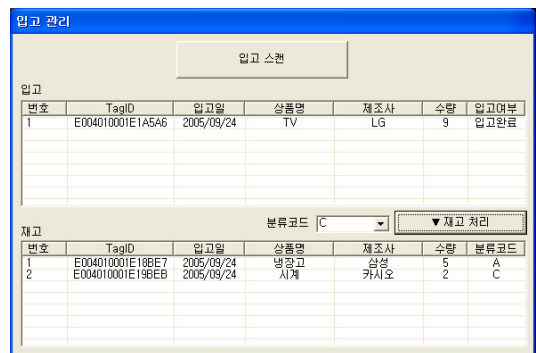 입고 관리
입고 스캔
입고
번호 TagID 입고일 상품명 제조사 수량 입고여부
1 E004010001E1A5A6 2005/09/24 TV LG 9 입고완료
분류코드 C ▼ 재고 처리
재고
번호 TagID 입고일 상품명 제조사 수량 분류코드
1 E004010001E18BE7 2005/09/24 냉장고 삼성 5 A
2 E004010001E19BEB 2005/09/24 시계 카시오 2 C